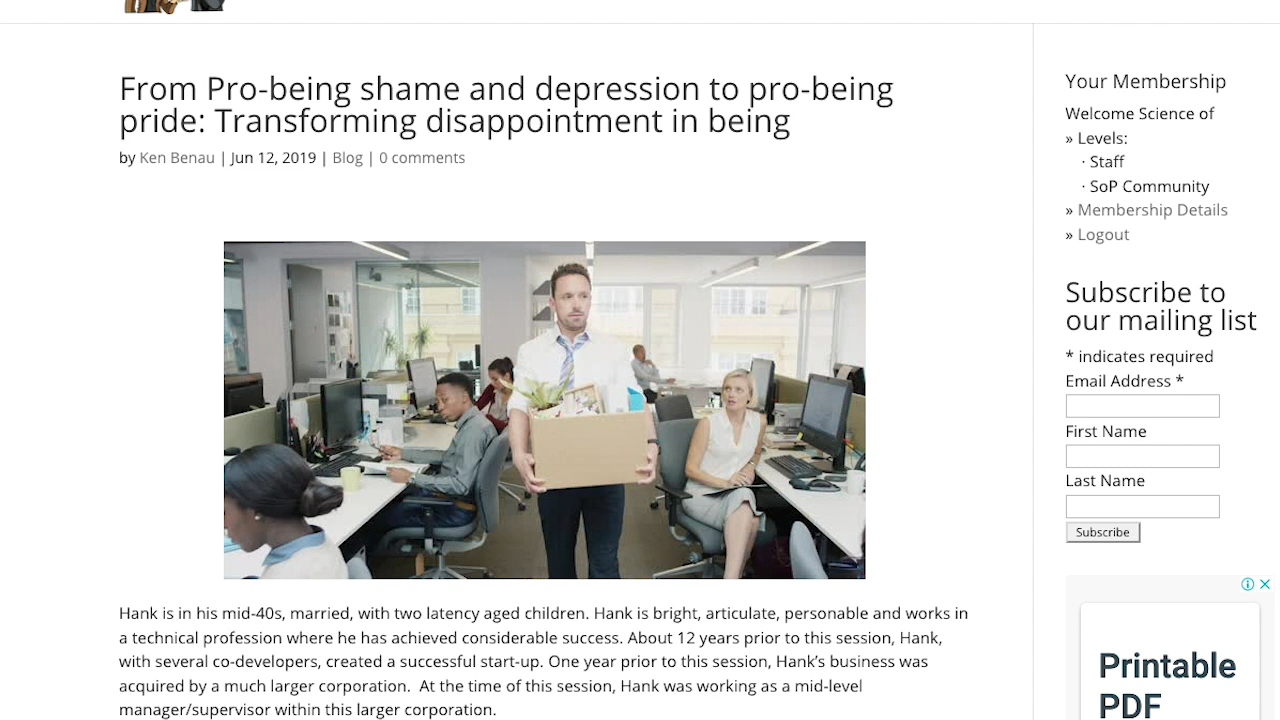 From Pro-being shame and depression to pro-being
pride: Transforming disappointment in being
by Ken Benau | Jun 12, 2019 | Blog | 0 comments
Hank is in his mid-40s, married, with two latency aged children. Hank is bright, articulate, personable and works in
a technical profession where he has achieved considerable success. About 12 years prior to this session, Hank,
with several co-developers, created a successful start-up. One year prior to this session, Hank's business was
acquired by a much larger corporation.  At the time of this session, Hank was working as a mid-level
manager/supervisor within this larger corporation.
Your Membership
Welcome Science of
» Levels:
· Staff
· SoP Community
» Membership Details
» Logout
Subscribe to
our mailing list
* indicates required
Email Address *
First Name
Last Name
Subscribe
Printable
PDF